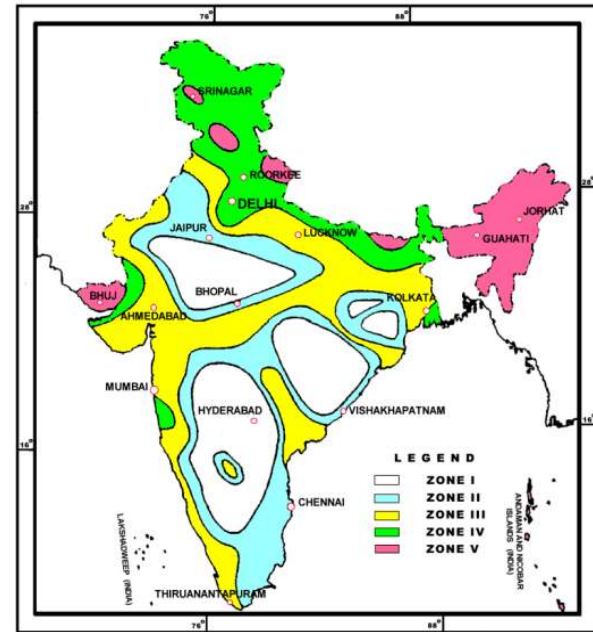 76°
88°
SRINAGAR
ROORKEE
28°
28°
DELHI
JORHAT
JAIPUR
LUCKNOW
GUAHATI
BHUJ
BHOPAL
KOLKATA
AHMEDABAD
MUMBAI
HYDERABAD
VISHAKHAPATNAM
16°
16°
LEGEND
ZONE I
CHENNAI
ZONE II
ZONE III
ZONE IV
ZONE V
LAKSHADWEEP (INDIA)
ANDAMAN AND NICOBAR
ISLANDS (INDIA)
THIRUANANTAPURAM
76°
88°